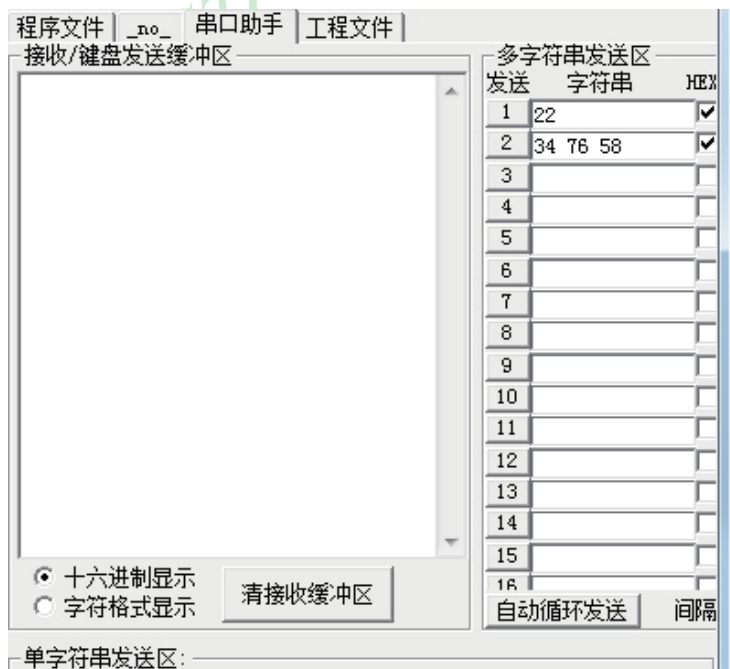 程序文件 _no_ 串口助手 工程文件
接收/键盘发送缓冲区
多字符串发送区
发送 字符串 HEX
1 22
2 34 76 58
3
4
5
6
7
8
9
10
11
12
13
14
15
16
十六进制显示
字符格式显示
清接收缓冲区
自动循环发送 间隔
单字符串发送区: